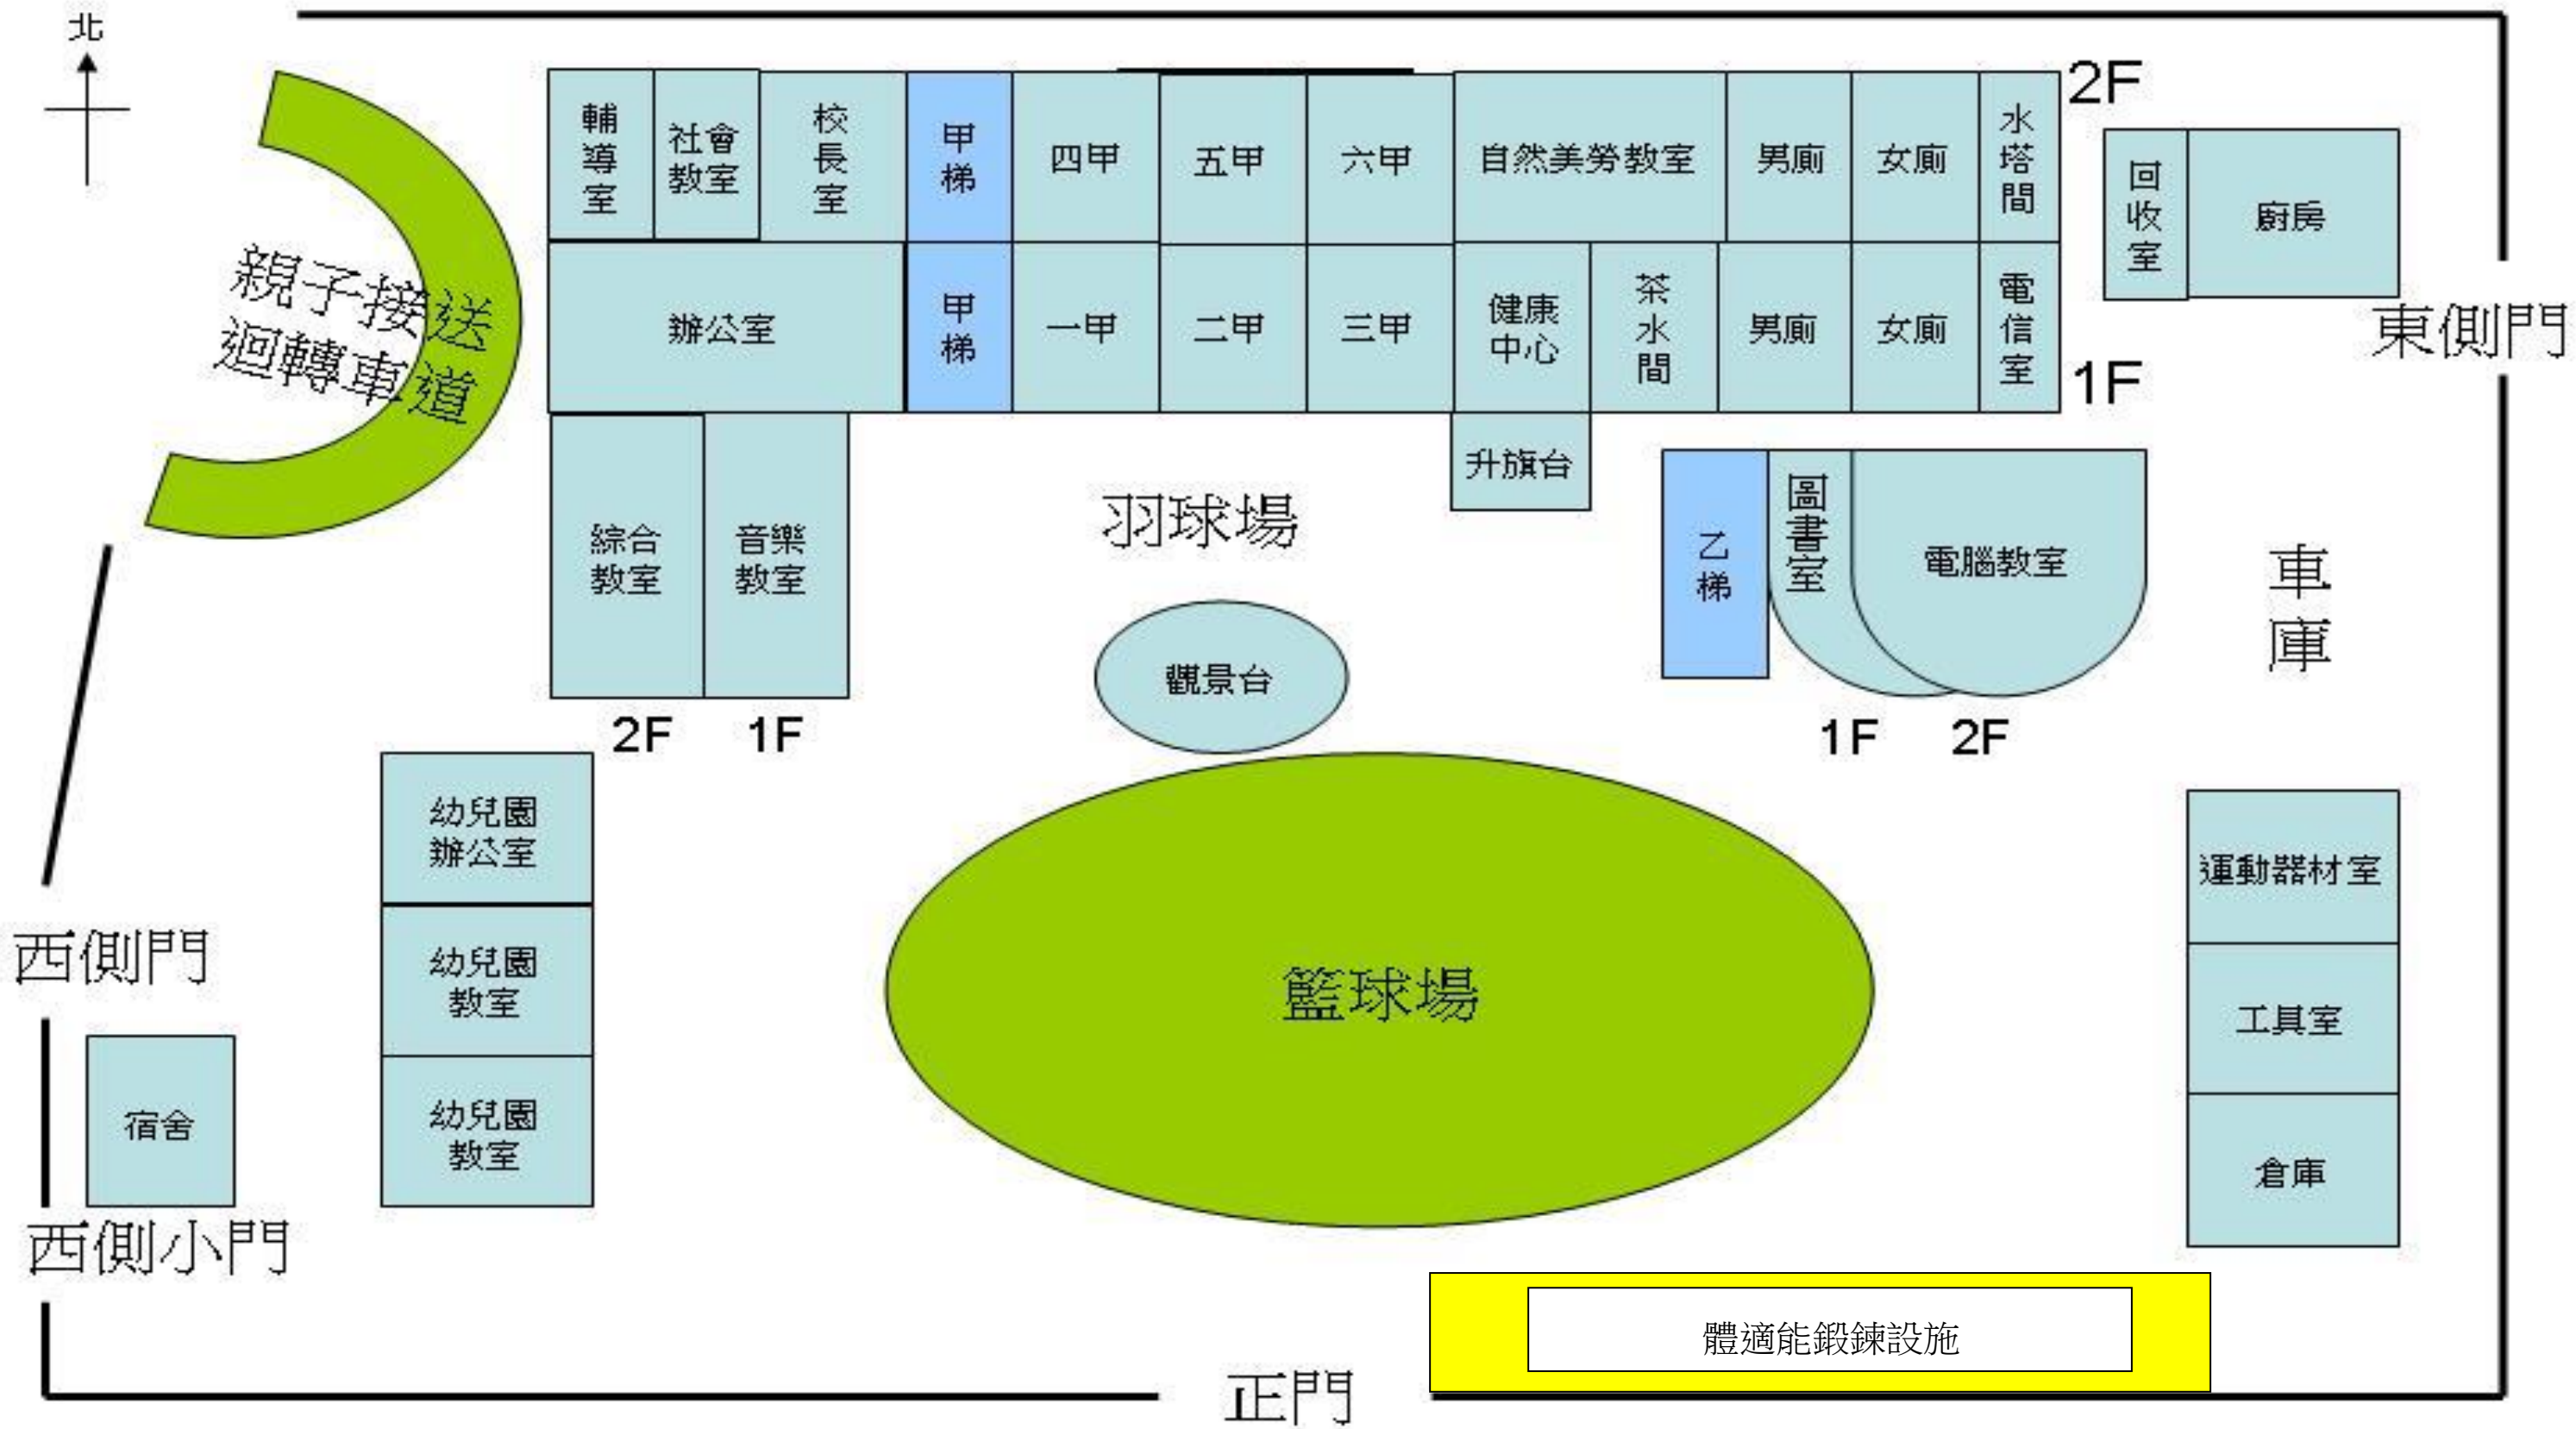 北
2F
輔導室
社會
教室
校長室
甲梯
四甲
五甲
六甲
自然美勞教室
男廁
女廁
水塔間
回收室
廚房
親子接送
迴轉車道
辦公室
甲梯
一甲
二甲
三甲
健康
中心
茶水間
男廁
女廁
電信室
1F
東側門
綜合
教室
音樂
教室
2F
1F
羽球場
升旗台
觀景台
乙梯
圖書室
電腦教室
1F
2F
車庫
幼兒園
辦公室
幼兒園
教室
幼兒園
教室
西側門
宿舍
西側小門
籃球場
運動器材室
工具室
倉庫
體適能鍛鍊設施
正門